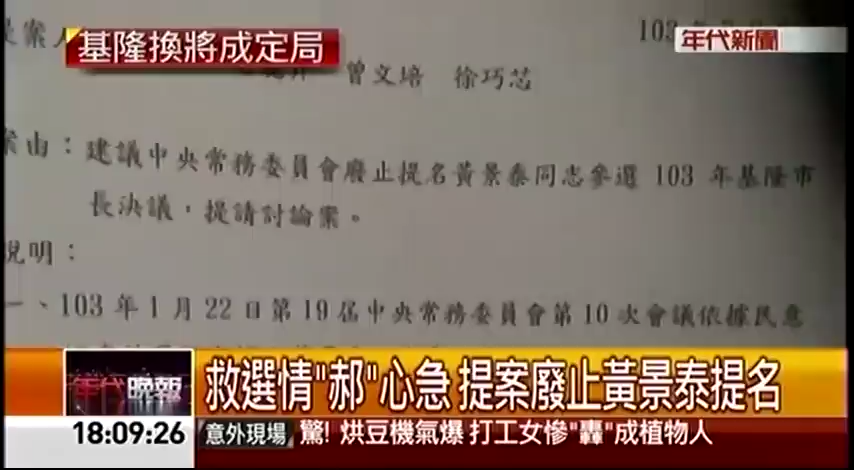 基隆換將成定局
年代新聞
提案人
103 年
曾文培 徐巧芯
案由：建議中央常務委員會廢止提名黃景泰同志參選 103 年基隆市
長決議，提請討論案。
說明：
一、103 年 1 月 22 日第 19 屆中央常務委員會第 10 次會議依據民意
救選情"郝"心急 提案廢止黃景泰提名
年代晚報
18:09:26
意外現場
驚! 烘豆機氣爆 打工女慘"轟"成植物人